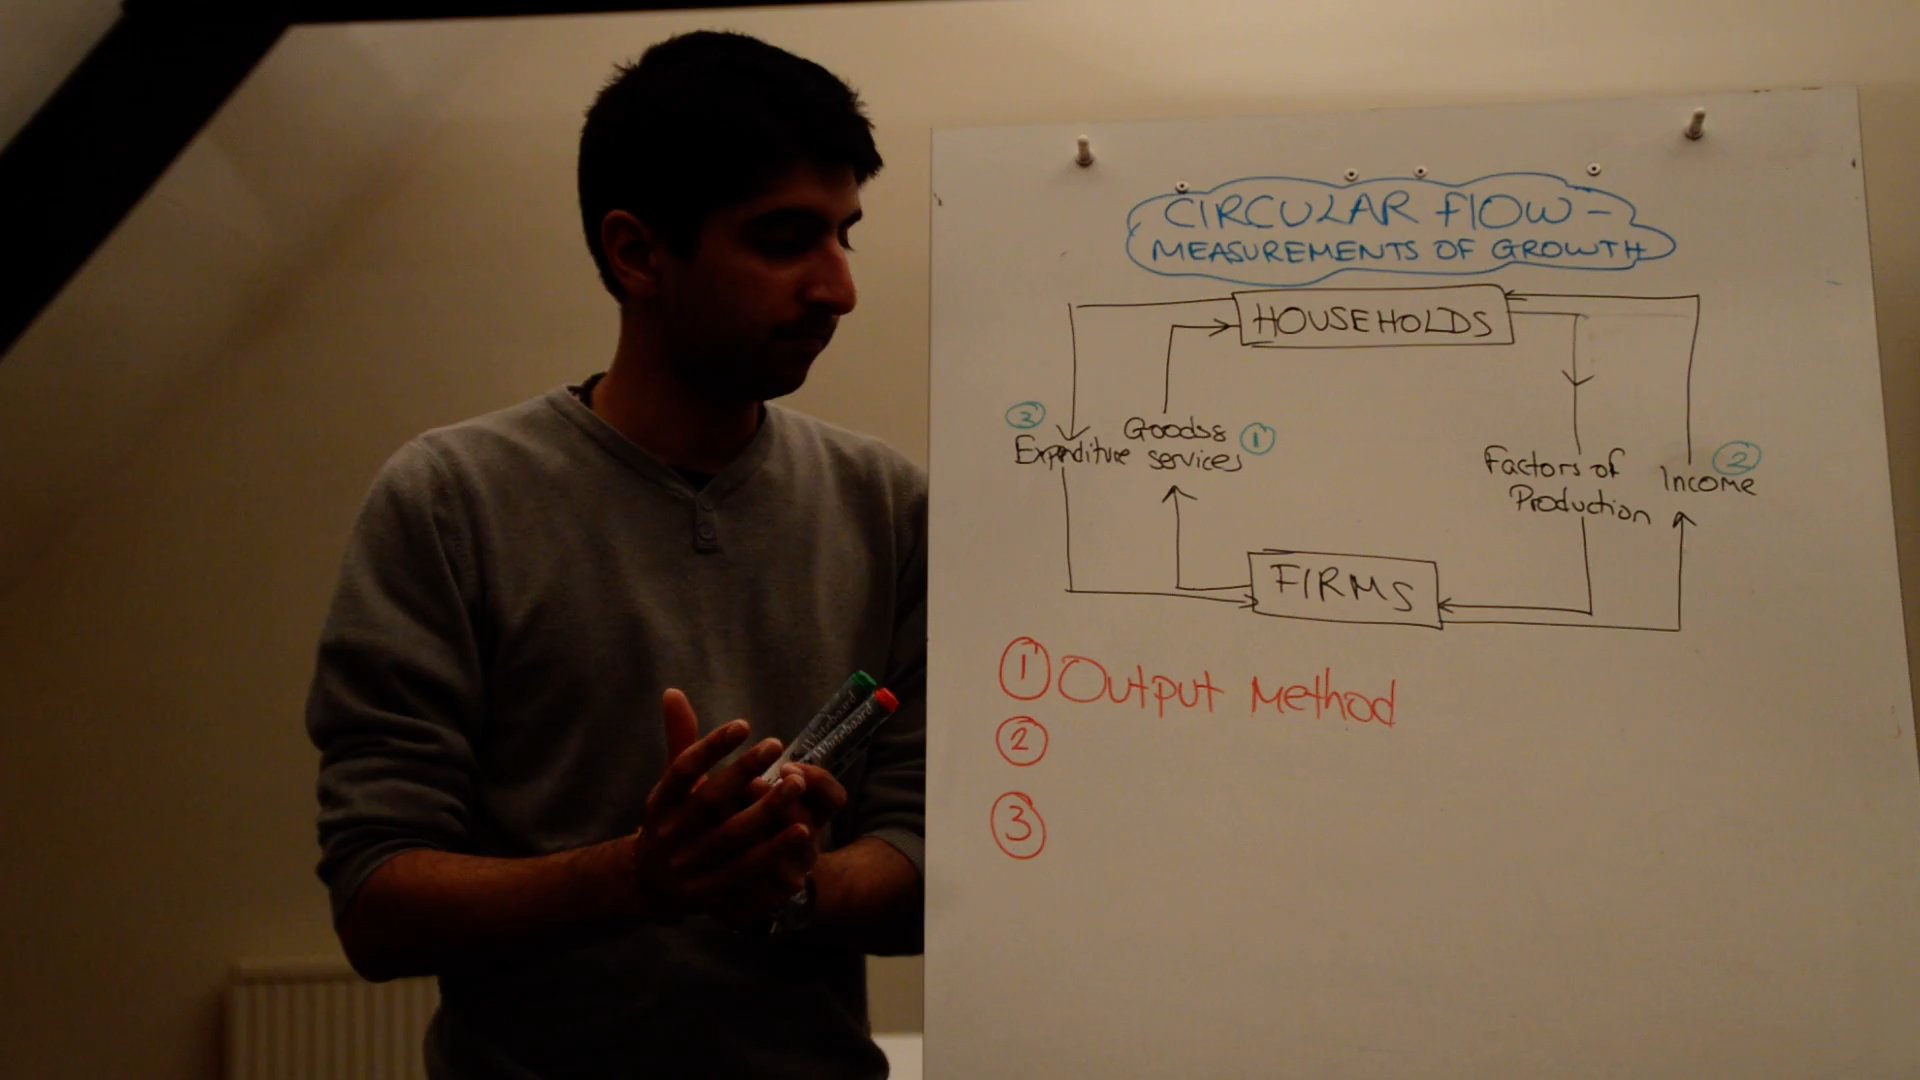 CIRCULAR FLOW -
MEASUREMENTS OF GROWTH
HOUSEHOLDS
③
Expenditure
Goods &
services
①
Factors of
Production
Income
②
FIRMS
① Output Method
②
③
Whiteboard
Whiteboard